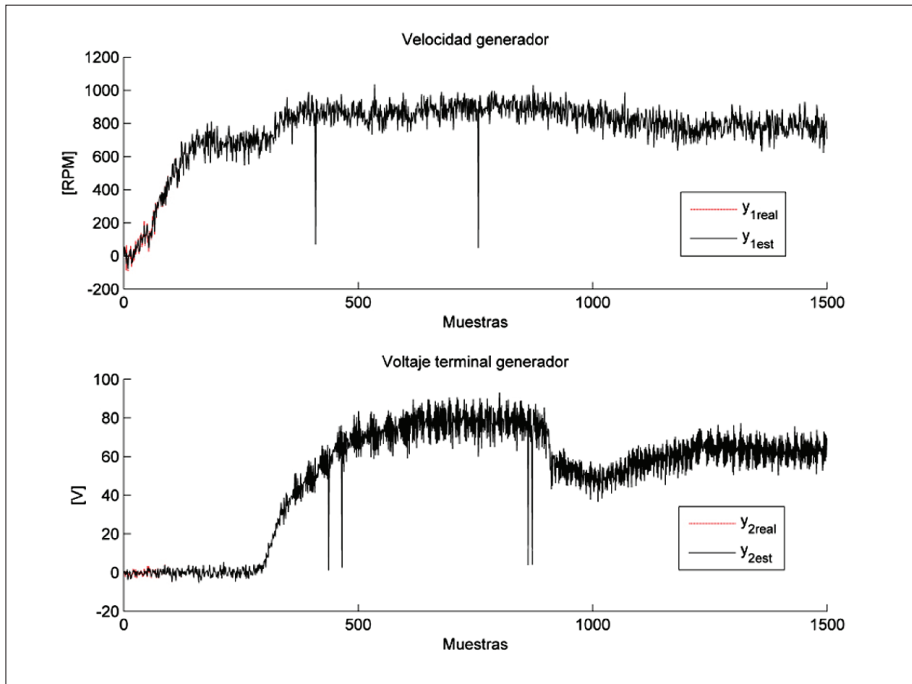 Velocidad generador
1200
1000
800
600
400
200
0
-200
[RPM]
0
500
1000
1500
Muestras
y1real
y1est
Voltaje terminal generador
100
80
60
40
20
0
-20
[V]
0
500
1000
1500
Muestras
y2real
y2est